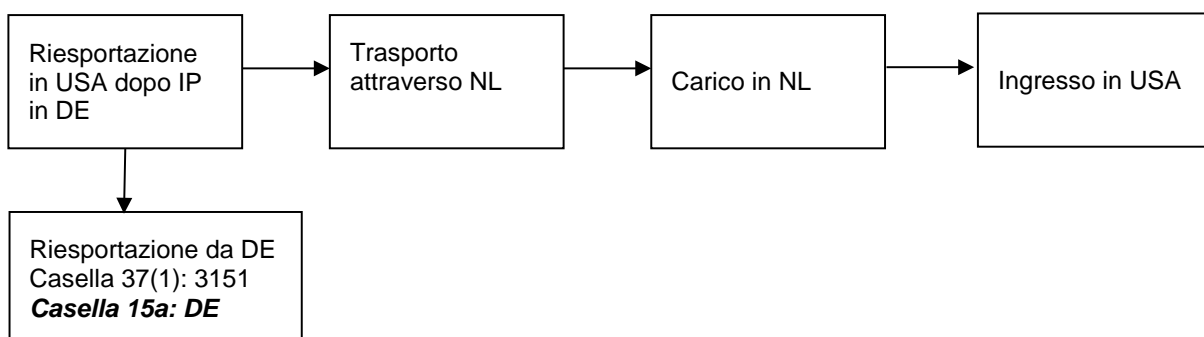 Riesportazione
in USA dopo IP
in DE
Trasporto
attraverso NL
Carico in NL
Ingresso in USA
Riesportazione da DE
Casella 37(1): 3151
Casella 15a: DE